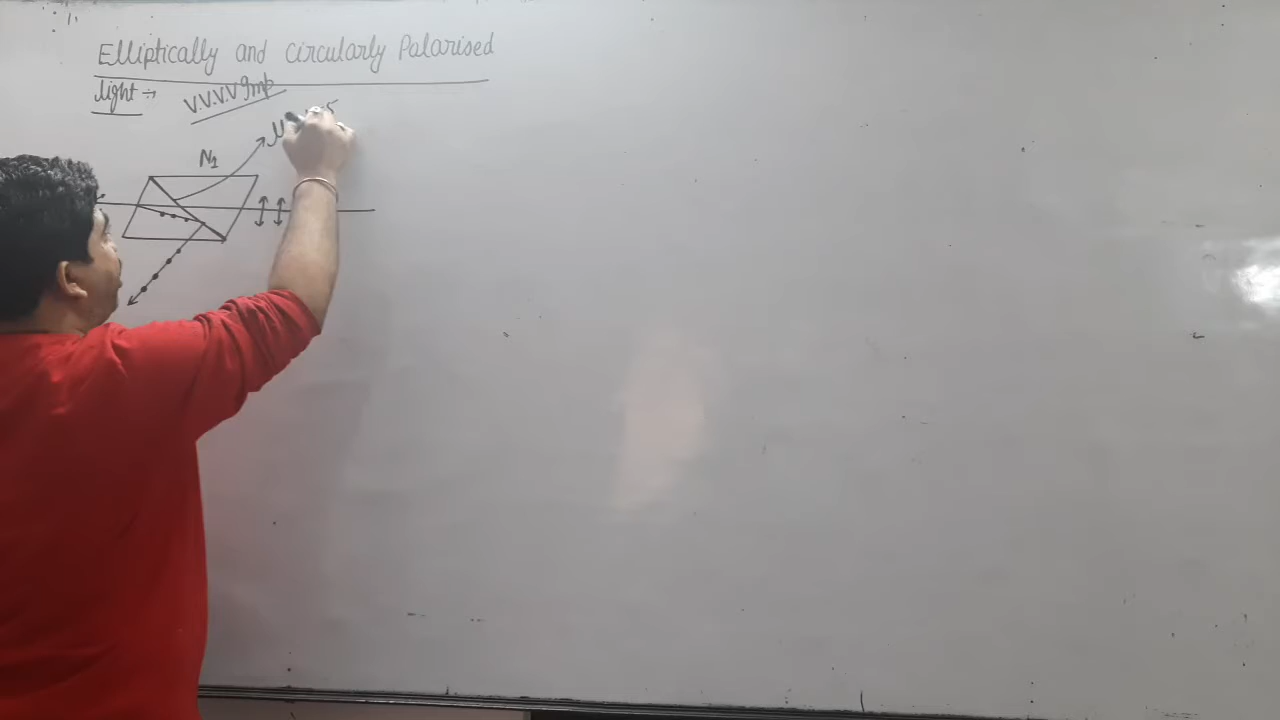 Elliptically and Circularly Polarised
light :→ V.V.V.V Imp
N1